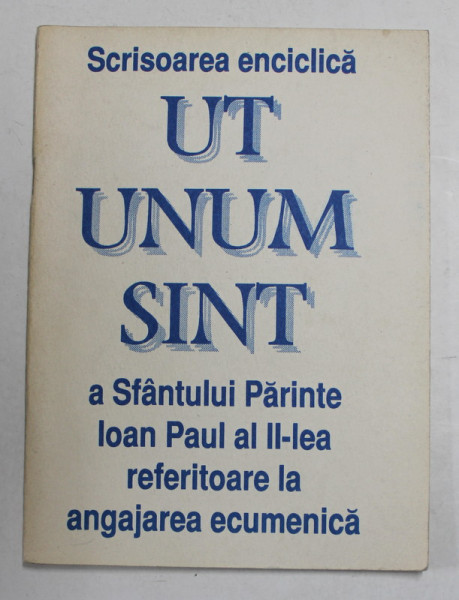 Scrisoarea enciclică
UT
UNUM
SINT
a Sfântului Părinte
Ioan Paul al II-lea
referitoare la
angajarea ecumenică